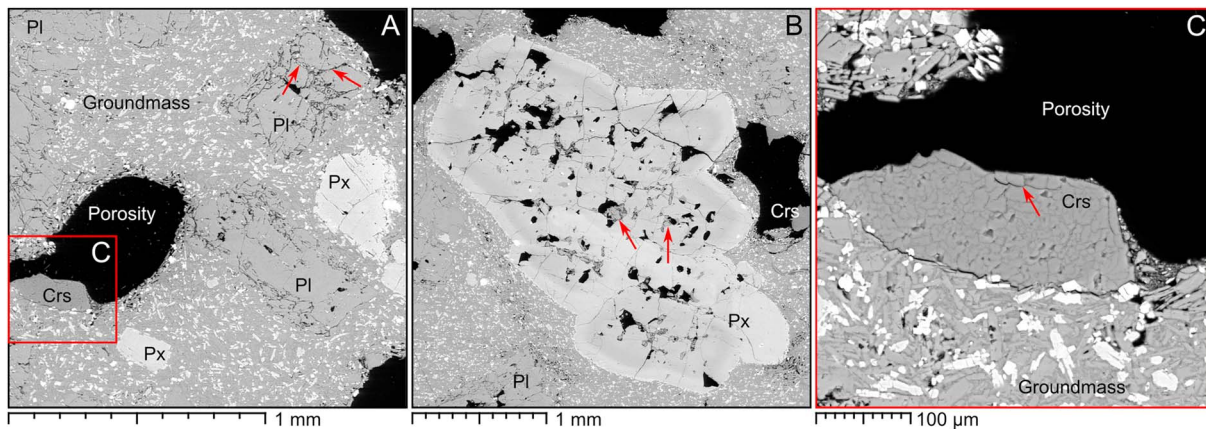 Pl
A
Groundmass
Pl
Px
Porosity
C
Crs
Pl
Px
1 mm
B
Crs
Px
Pl
1 mm
C
Porosity
Crs
Groundmass
100 µm